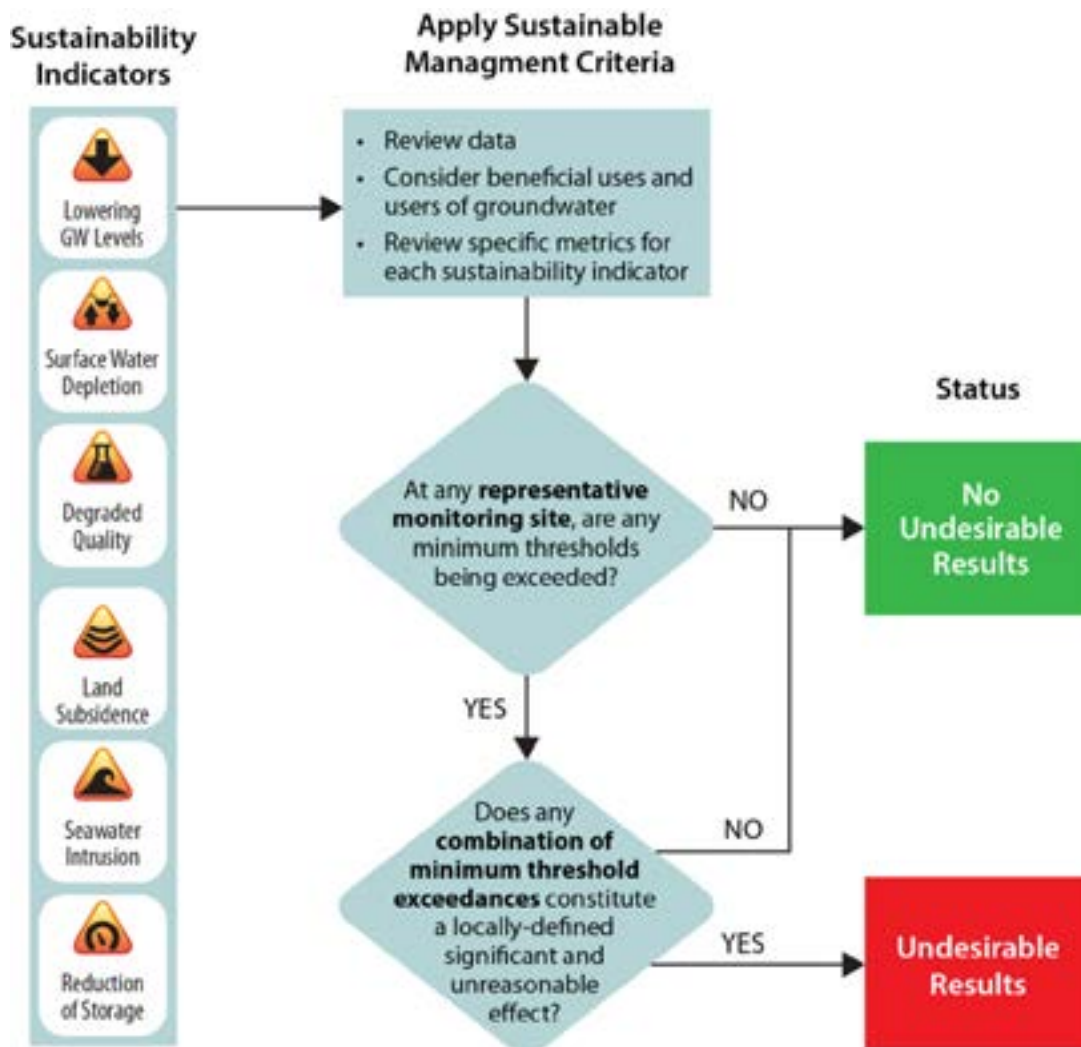 Sustainability
Indicators
Lowering
GW Levels
Surface Water
Depletion
Degraded
Quality
Land
Subsidence
Seawater
Intrusion
Reduction
of Storage
Apply Sustainable
Managment Criteria
• Review data
• Consider beneficial uses and
users of groundwater
• Review specific metrics for
each sustainability indicator
At any representative
monitoring site, are any
minimum thresholds
being exceeded?
NO
YES
Does any
combination of
minimum threshold
exceedances constitute
a locally-defined
significant and
unreasonable
effect?
NO
YES
Status
No
Undesirable
Results
Undesirable
Results